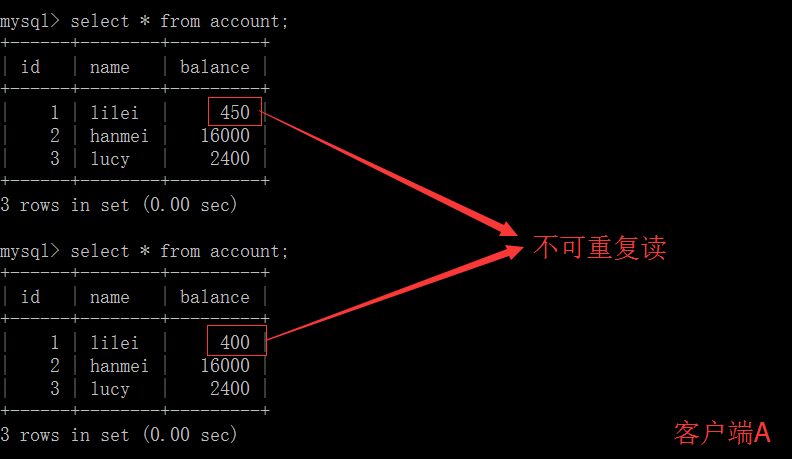 mysql> select * from account;
+------+--------+---------+
| id   | name   | balance |
+------+--------+---------+
|    1 | lilei  |     450 |
|    2 | hanmei |   16000 |
|    3 | lucy   |    2400 |
+------+--------+---------+
3 rows in set (0.00 sec)
mysql> select * from account;
不可重复读
+------+--------+---------+
| id   | name   | balance |
+------+--------+---------+
|    1 | lilei  |     400 |
|    2 | hanmei |   16000 |
|    3 | lucy   |    2400 |
+------+--------+---------+
3 rows in set (0.00 sec)
客户端A